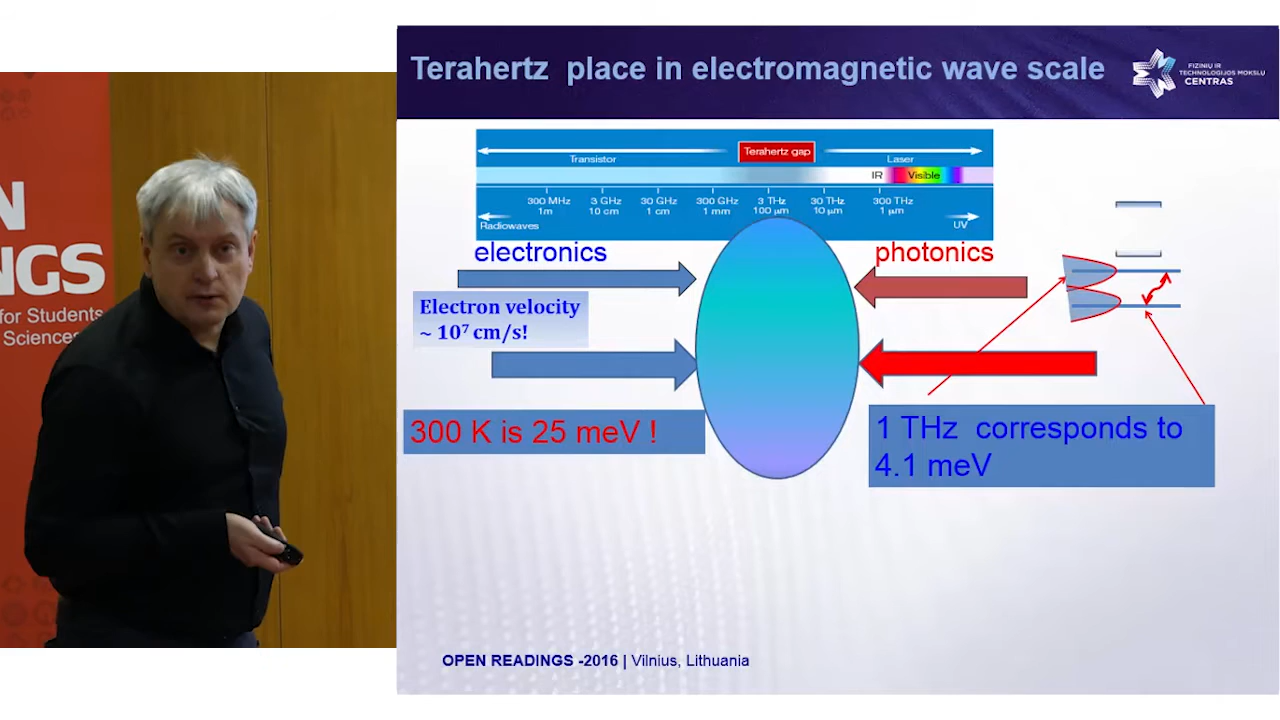 N
NGS
for Students
Sciences
Terahertz place in electromagnetic wave scale
FIZINIŲ IR
TECHNOLOGIJOS MOKSLŲ
CENTRAS
Terahertz gap
Transistor
Laser
IR
Visible
300 MHz 3 GHz 30 GHz 300 GHz 3 THz 30 THz 300 THz
1m 10 cm 1 cm 1 mm 100 µm 10 µm 1 µm
Radiowaves
UV
electronics
photonics
Electron velocity
~ 10⁷ cm/s!
300 K is 25 meV !
1 THz corresponds to
4.1 meV
OPEN READINGS -2016 | Vilnius, Lithuania